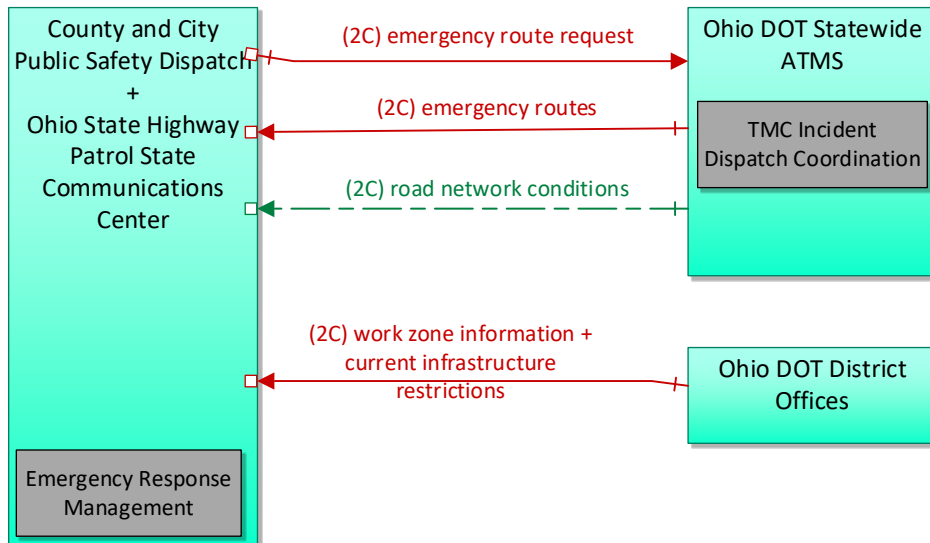 County and City
Public Safety Dispatch
+
Ohio State Highway
Patrol State
Communications
Center
Emergency Response
Management
(2C) emergency route request
(2C) emergency routes
(2C) road network conditions
(2C) work zone information +
current infrastructure
restrictions
Ohio DOT Statewide
ATMS
TMC Incident
Dispatch Coordination
Ohio DOT District
Offices